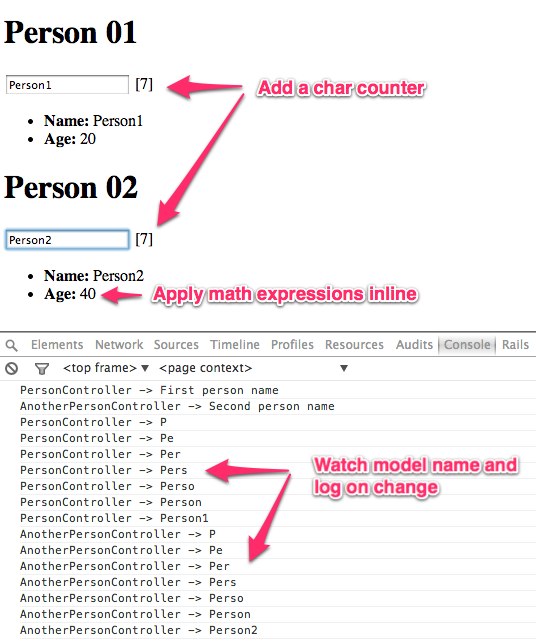 Person 01
Person1 [7]
Add a char counter
Name: Person1
Age: 20
Person 02
Person2 [7]
Name: Person2
Age: 40
Apply math expressions inline
Elements Network Sources Timeline Profiles Resources Audits Console Rails
<top frame> ▼ <page context> ▼
PersonController -> First person name
AnotherPersonController -> Second person name
PersonController -> P
PersonController -> Pe
PersonController -> Per
PersonController -> Pers
PersonController -> Perso
PersonController -> Person
PersonController -> Person1
Watch model name and
log on change
AnotherPersonController -> P
AnotherPersonController -> Pe
AnotherPersonController -> Per
AnotherPersonController -> Pers
AnotherPersonController -> Perso
AnotherPersonController -> Person
AnotherPersonController -> Person2